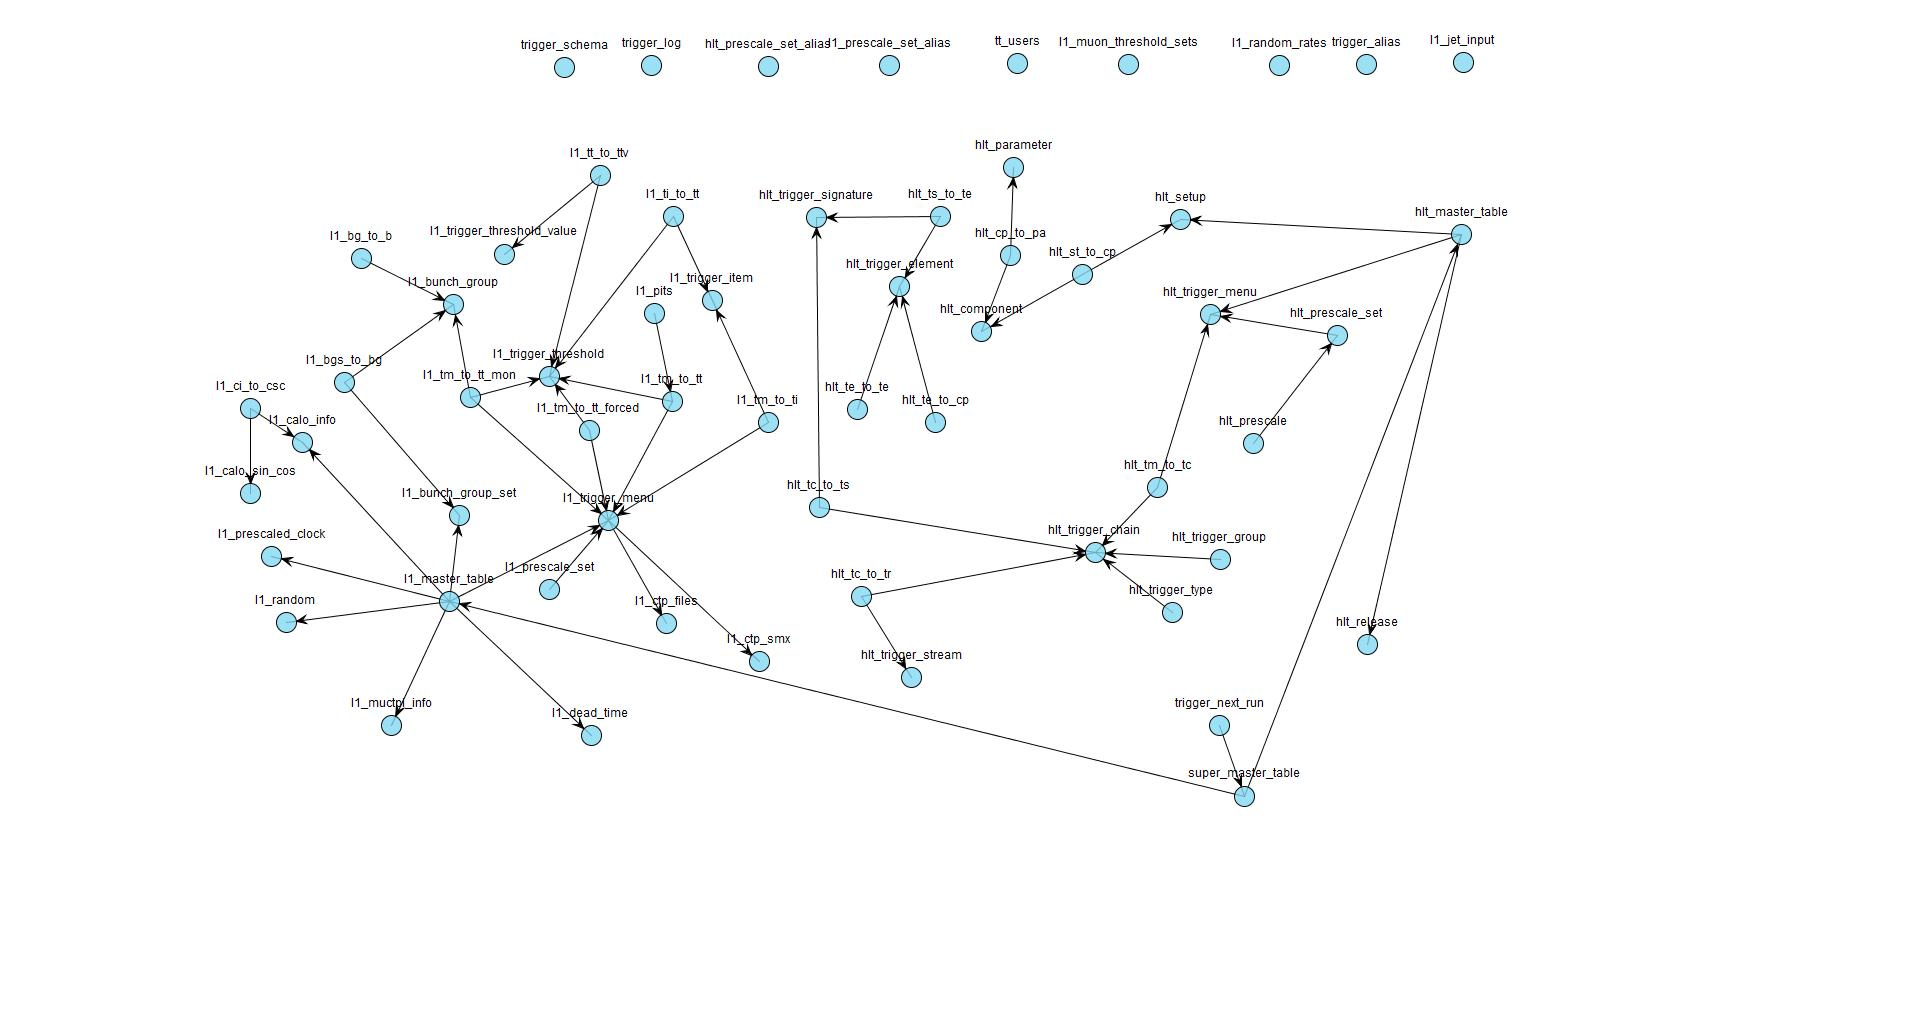 trigger_schema
trigger_log
hlt_prescale_set_alias
l1_prescale_set_alias
tt_users
l1_muon_threshold_sets
l1_random_rates
trigger_alias
l1_jet_input
l1_tt_to_ttv
hlt_parameter
l1_ti_to_tt
hlt_trigger_signature
hlt_ts_to_te
hlt_setup
hlt_master_table
l1_bg_to_b
l1_trigger_threshold_value
hlt_cp_to_pa
hlt_st_to_cp
hlt_trigger_element
l1_bunch_group
l1_trigger_item
l1_pits
hlt_trigger_menu
hlt_component
hlt_prescale_set
l1_trigger_threshold
l1_bgs_to_bg
l1_tm_to_tt_mon
l1_tm_to_tt
l1_ci_to_csc
hlt_te_to_te
l1_tm_to_ti
hlt_te_to_cp
l1_tm_to_tt_forced
l1_calo_info
hlt_prescale
l1_calo_sin_cos
hlt_tm_to_tc
hlt_tc_to_ts
l1_bunch_group_set
l1_trigger_menu
l1_prescaled_clock
hlt_trigger_chain
hlt_trigger_group
l1_prescale_set
l1_master_table
hlt_tc_to_tr
hlt_trigger_type
l1_random
l1_ctp_files
hlt_release
l1_ctp_smx
hlt_trigger_stream
l1_muctpi_info
l1_dead_time
trigger_next_run
super_master_table